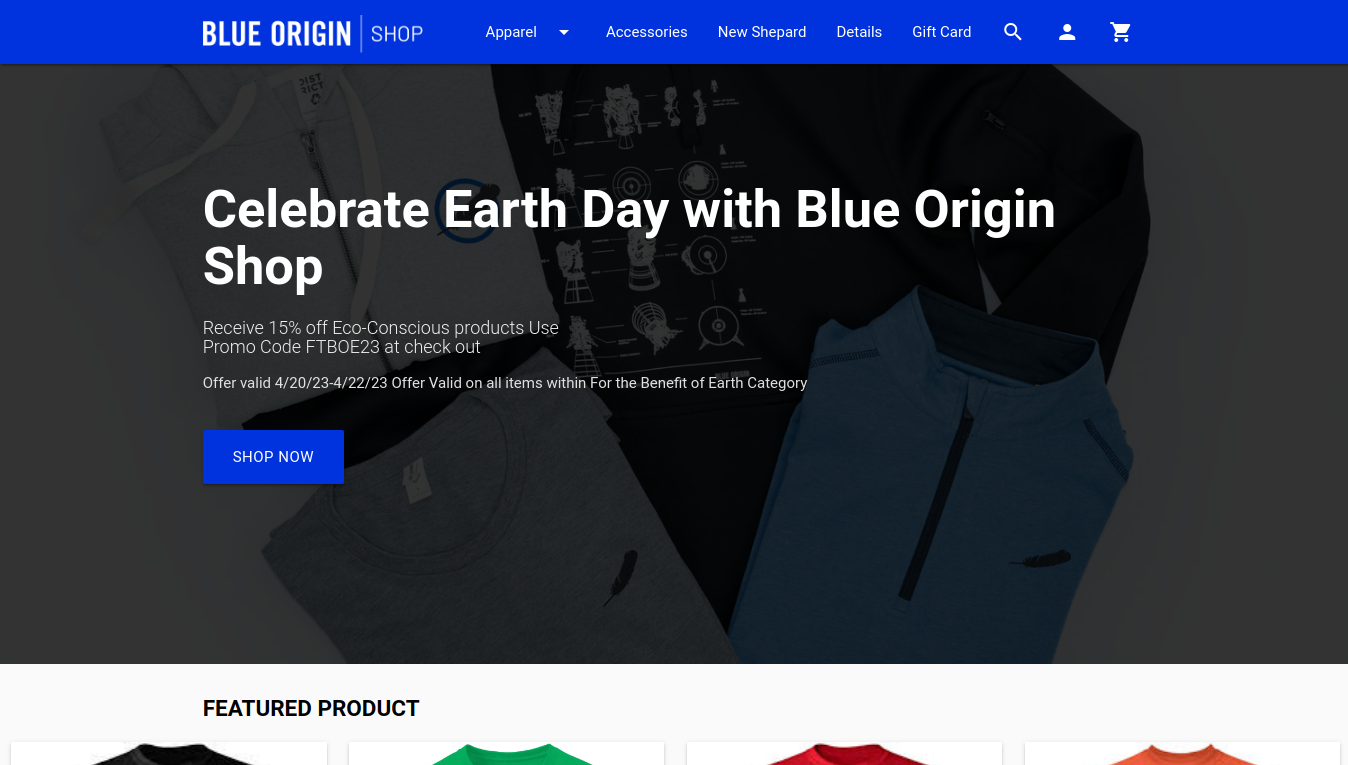 BLUE ORIGIN | SHOP
Apparel
Accessories
New Shepard
Details
Gift Card
DIST
RICT
Celebrate Earth Day with Blue Origin
Shop
Receive 15% off Eco-Conscious products Use
Promo Code FTBOE23 at check out
Offer valid 4/20/23-4/22/23 Offer Valid on all items within For the Benefit of Earth Category
SHOP NOW
FEATURED PRODUCT